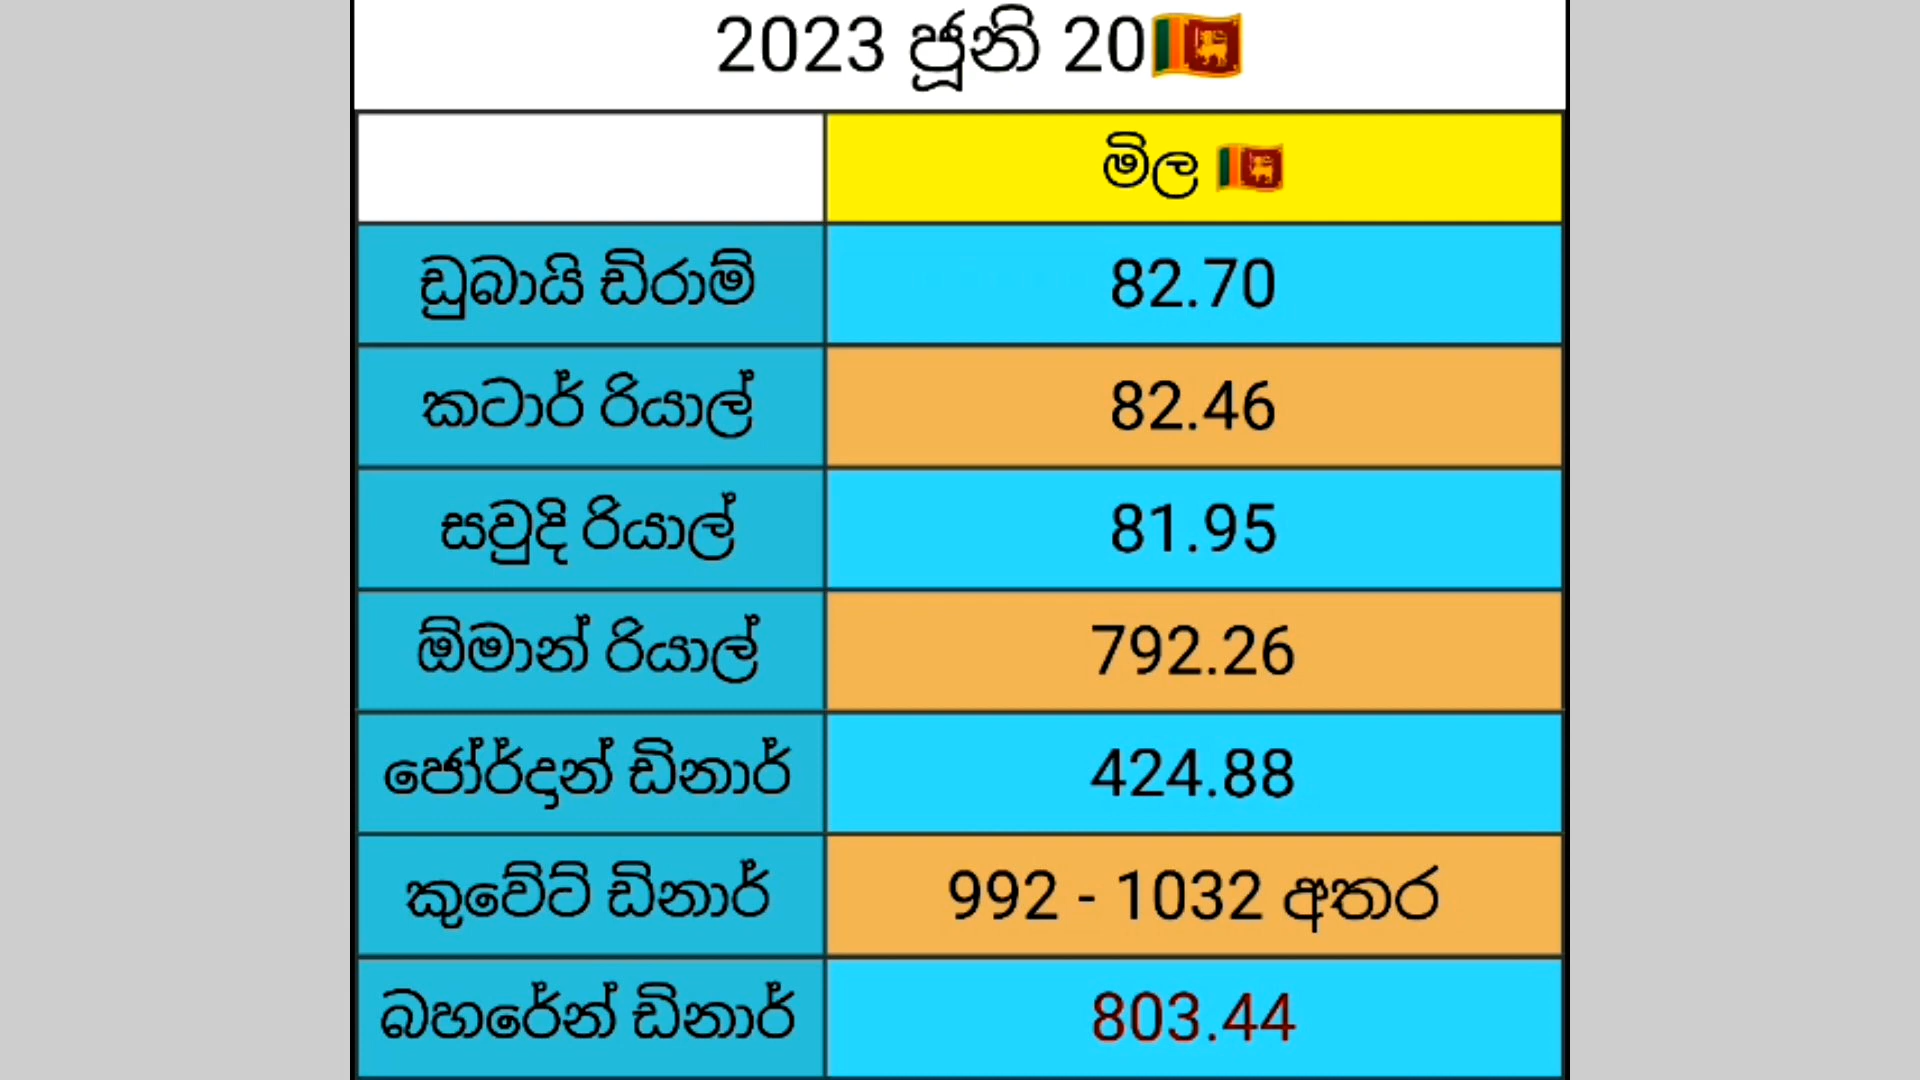 2023 ජූනි 20🇱🇰
මිල 🇱🇰
ඩුබායි ඩිරාම් 82.70
කටාර් රියාල් 82.46
සවුදි රියාල් 81.95
ඕමාන් රියාල් 792.26
ජෝර්දාන් ඩිනාර් 424.88
කුවේට් ඩිනාර් 992 - 1032 අතර
බහරේන් ඩිනාර් 803.44